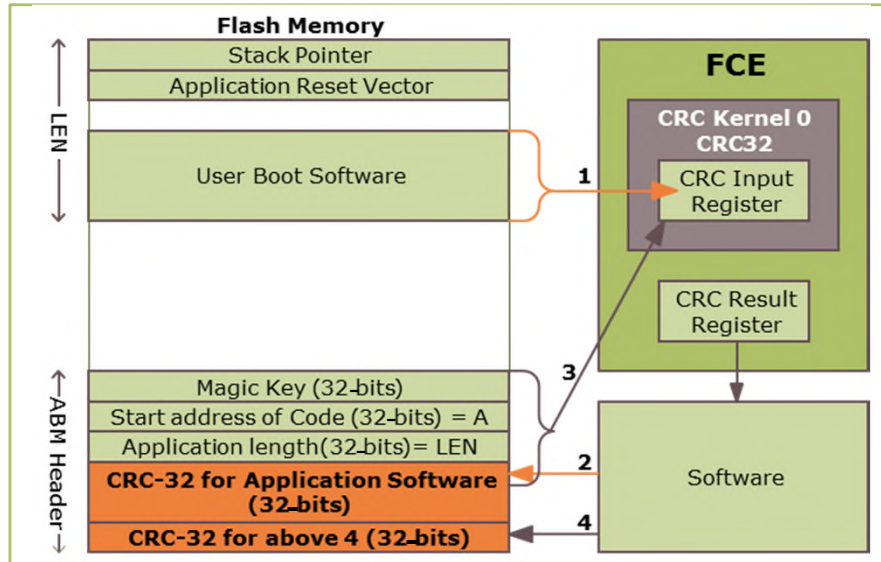 Flash Memory
Stack Pointer
Application Reset Vector
LEN
User Boot Software
1
FCE
CRC Kernel 0
CRC32
CRC Input
Register
CRC Result
Register
3
ABM Header
Magic Key (32-bits)
Start address of Code (32-bits) = A
Application length(32-bits)= LEN
CRC-32 for Application Software
(32-bits)
CRC-32 for above 4 (32-bits)
2
4
Software